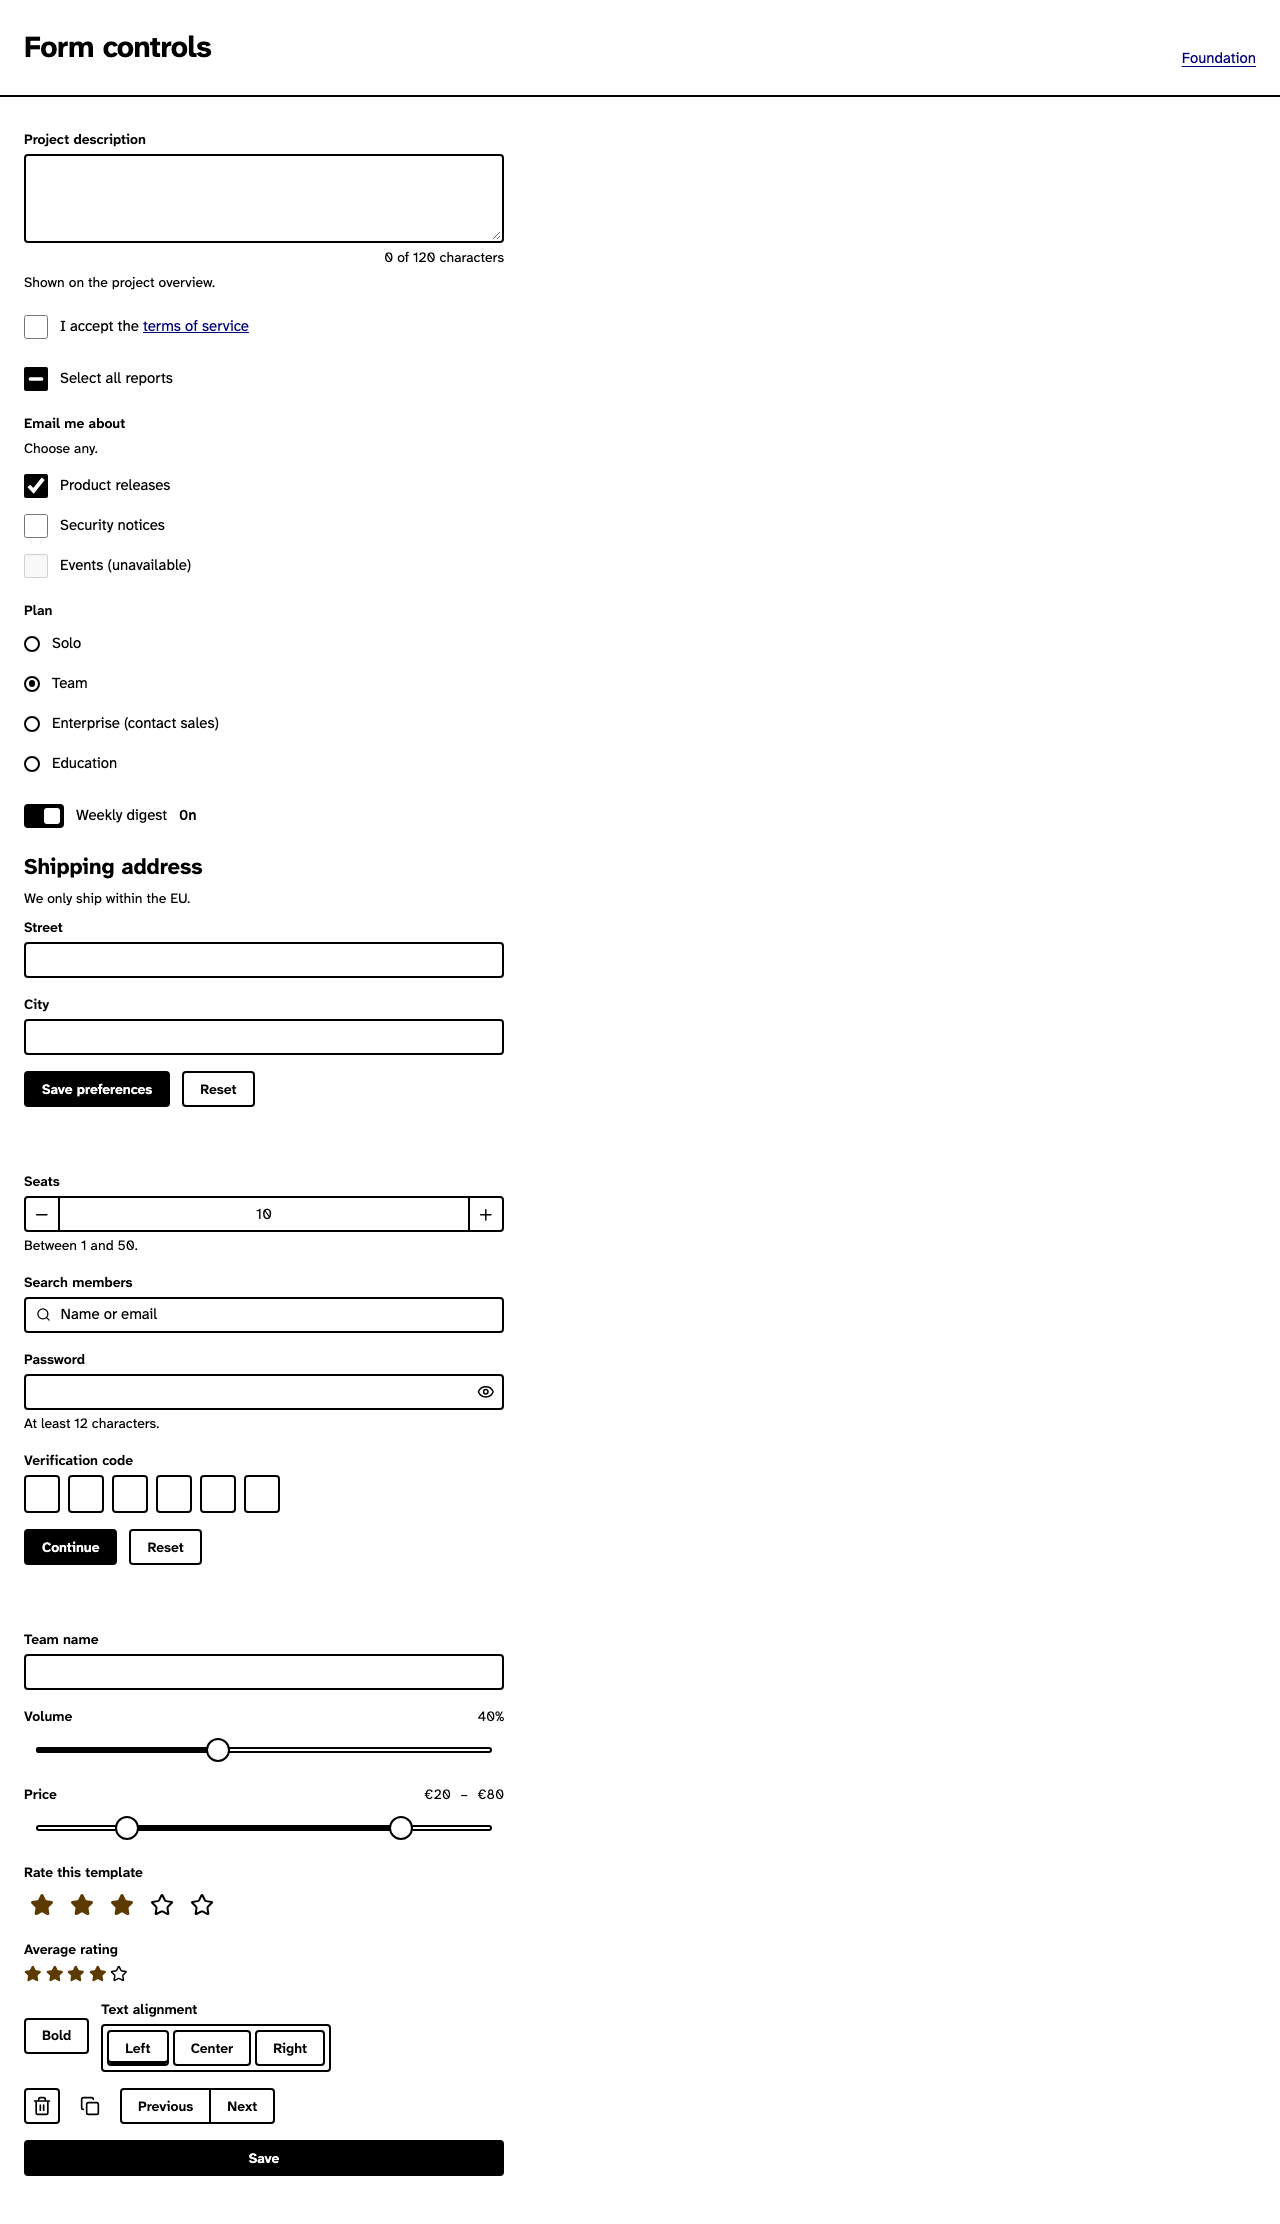 Form controls
Foundation
Project description
0 of 120 characters
Shown on the project overview.
I accept the terms of service
Select all reports
Email me about
Choose any.
Product releases
Security notices
Events (unavailable)
Plan
Solo
Team
Enterprise (contact sales)
Education
Weekly digest On
Shipping address
We only ship within the EU.
Street
City
Save preferences Reset
Seats
10
Between 1 and 50.
Search members
Name or email
Password
At least 12 characters.
Verification code
Continue Reset
Team name
Volume 40%
Price €20 – €80
Rate this template
Average rating
Text alignment
Bold Left Center Right
Previous Next
Save